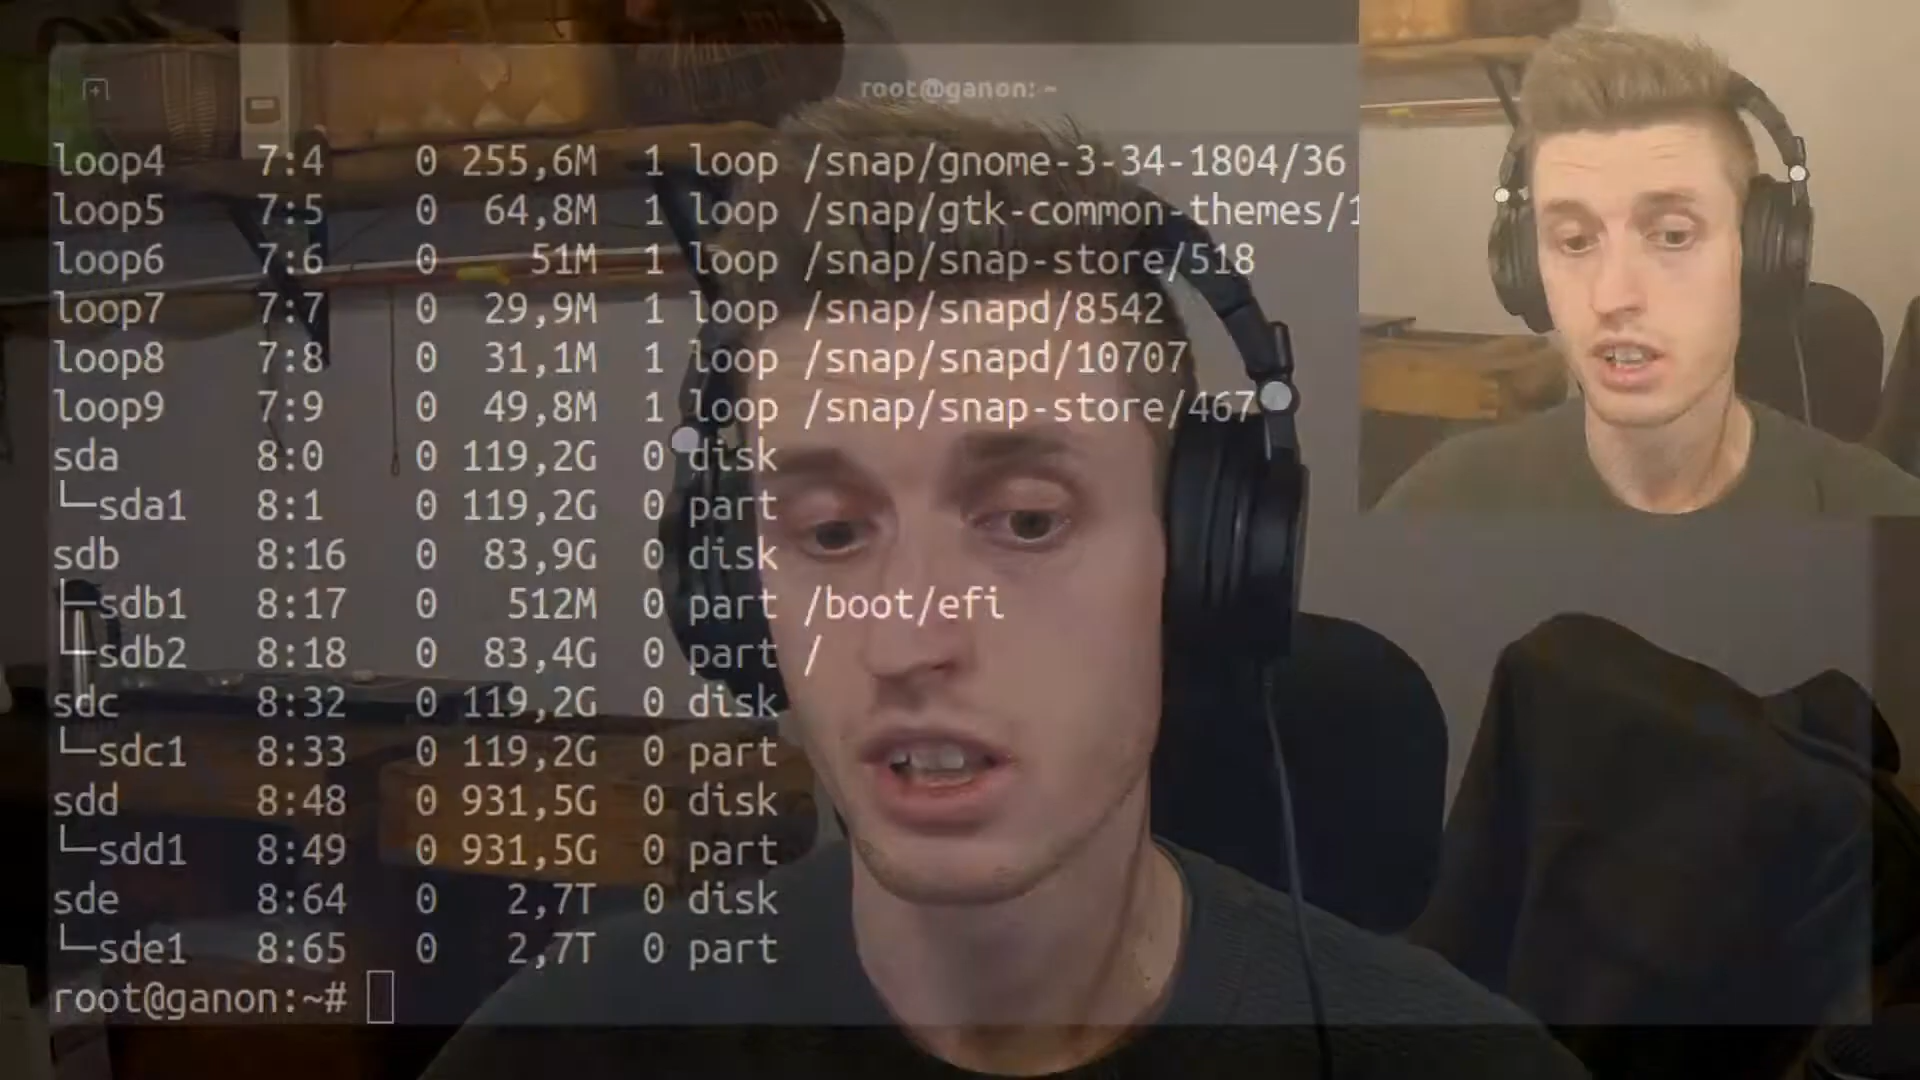 root@ganon: ~
loop4 7:4 0 255,6M 1 loop /snap/gnome-3-34-1804/36
loop5 7:5 0 64,8M 1 loop /snap/gtk-common-themes/1
loop6 7:6 0 51M 1 loop /snap/snap-store/518
loop7 7:7 0 29,9M 1 loop /snap/snapd/8542
loop8 7:8 0 31,1M 1 loop /snap/snapd/10707
loop9 7:9 0 49,8M 1 loop /snap/snap-store/467
sda 8:0 0 119,2G 0 disk
└─sda1 8:1 0 119,2G 0 part
sdb 8:16 0 83,9G 0 disk
├─sdb1 8:17 0 512M 0 part /boot/efi
└─sdb2 8:18 0 83,4G 0 part /
sdc 8:32 0 119,2G 0 disk
└─sdc1 8:33 0 119,2G 0 part
sdd 8:48 0 931,5G 0 disk
└─sdd1 8:49 0 931,5G 0 part
sde 8:64 0 2,7T 0 disk
└─sde1 8:65 0 2,7T 0 part
root@ganon:~#